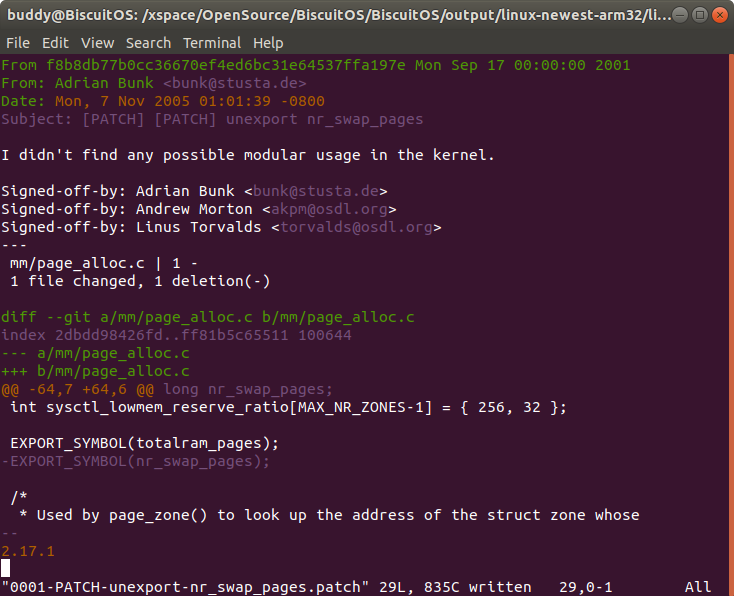 buddy@BiscuitOS: /xspace/OpenSource/BiscuitOS/BiscuitOS/output/linux-newest-arm32/li...
File Edit View Search Terminal Help
From f8b8db77b0cc36670ef4ed6bc31e64537ffa197e Mon Sep 17 00:00:00 2001
From: Adrian Bunk <bunk@stusta.de>
Date: Mon, 7 Nov 2005 01:01:39 -0800
Subject: [PATCH] [PATCH] unexport nr_swap_pages

I didn't find any possible modular usage in the kernel.

Signed-off-by: Adrian Bunk <bunk@stusta.de>
Signed-off-by: Andrew Morton <akpm@osdl.org>
Signed-off-by: Linus Torvalds <torvalds@osdl.org>
---
 mm/page_alloc.c | 1 -
 1 file changed, 1 deletion(-)

diff --git a/mm/page_alloc.c b/mm/page_alloc.c
index 2dbdd98426fd..ff81b5c65511 100644
--- a/mm/page_alloc.c
+++ b/mm/page_alloc.c
@@ -64,7 +64,6 @@ long nr_swap_pages;
 int sysctl_lowmem_reserve_ratio[MAX_NR_ZONES-1] = { 256, 32 };

 EXPORT_SYMBOL(totalram_pages);
-EXPORT_SYMBOL(nr_swap_pages);

 /*
  * Used by page_zone() to look up the address of the struct zone whose
--
2.17.1

"0001-PATCH-unexport-nr_swap_pages.patch" 29L, 835C written 29,0-1 All